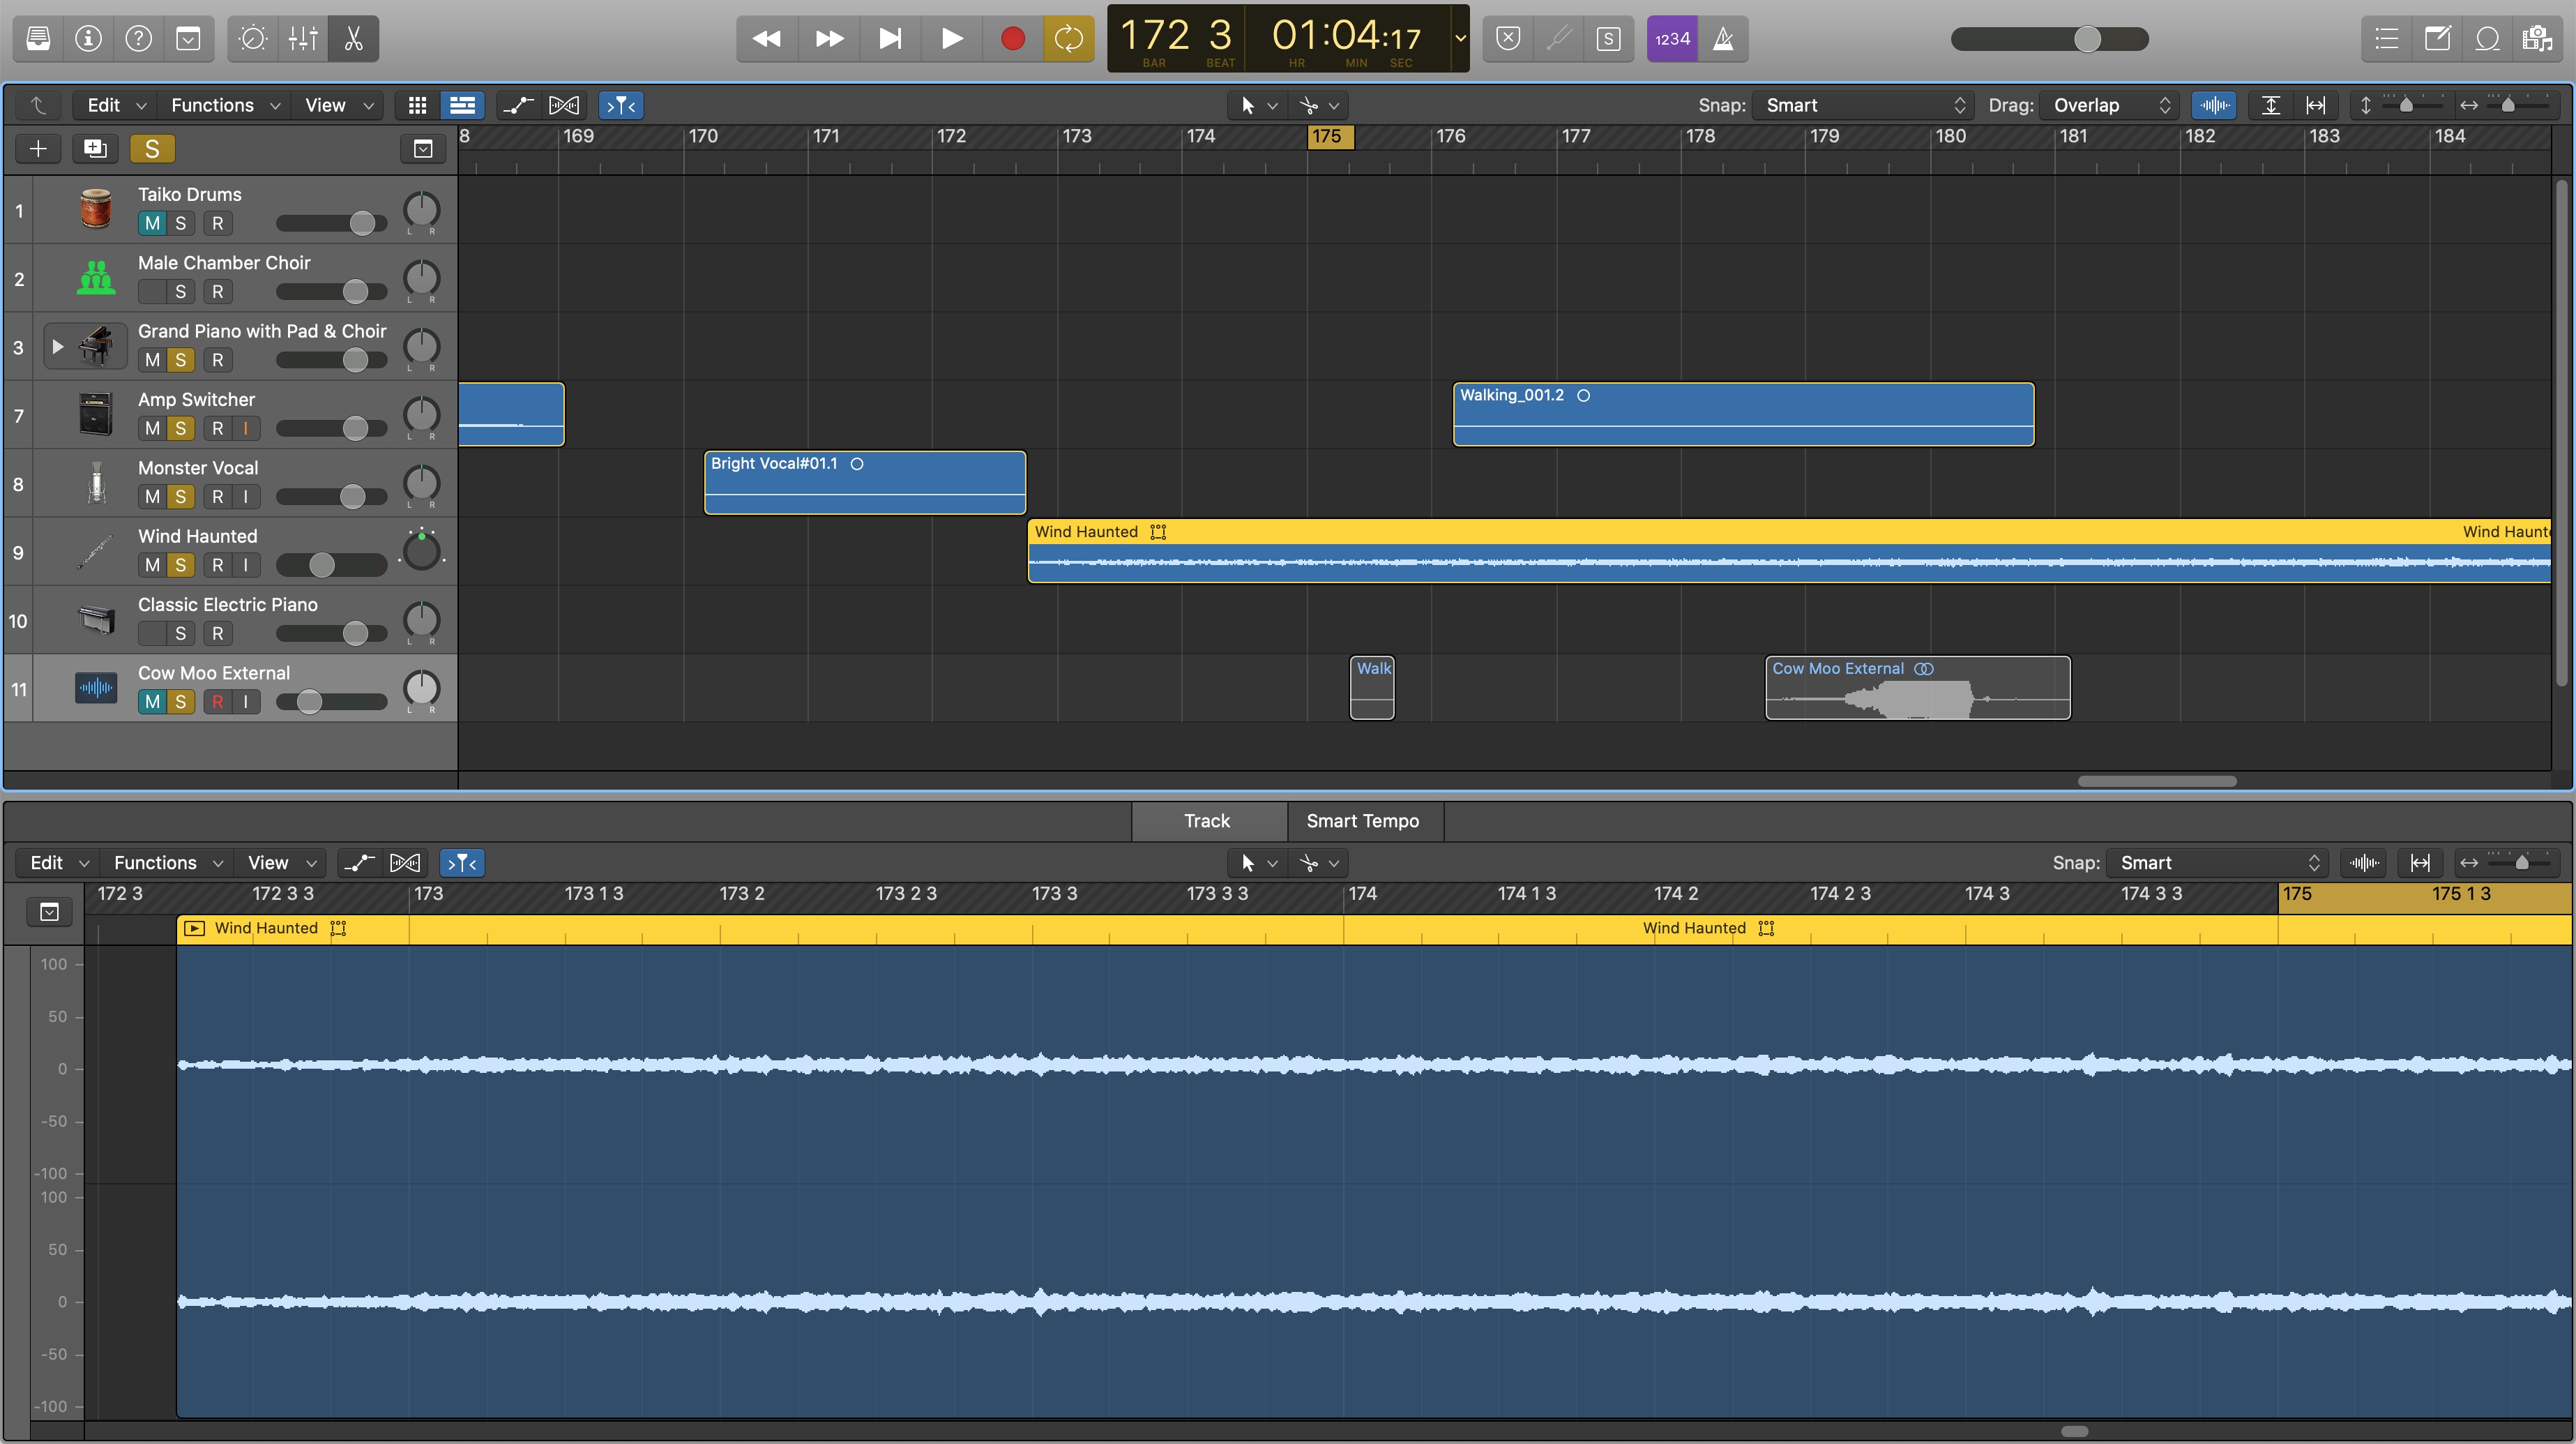 172 3 01:04:17
BAR BEAT HR MIN SEC
S 1234
Edit Functions View Snap: Smart Drag: Overlap
S 8 169 170 171 172 173 174 175 176 177 178 179 180 181 182 183 184
1 Taiko Drums
M S R L R
2 Male Chamber Choir
S R L R
3 Grand Piano with Pad & Choir
M S R L R
7 Amp Switcher Walking_001.2
M S R I L R
8 Monster Vocal Bright Vocal#01.1
M S R I L R
9 Wind Haunted Wind Haunted Wind Haunte
M S R I
10 Classic Electric Piano
S R L R
11 Cow Moo External Walk Cow Moo External
M S R I L R
Track Smart Tempo
Edit Functions View Snap: Smart
172 3 172 3 3 173 173 1 3 173 2 173 2 3 173 3 173 3 3 174 174 1 3 174 2 174 2 3 174 3 174 3 3 175 175 1 3
Wind Haunted Wind Haunted
100
50
0
-50
-100
100
50
0
-50
-100